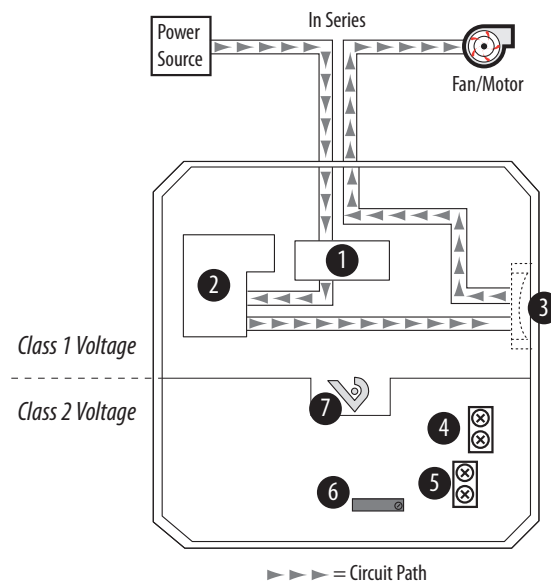 In Series
Power
Source
Fan/Motor
1
2
3
Class 1 Voltage
Class 2 Voltage
7
4
5
6
= Circuit Path